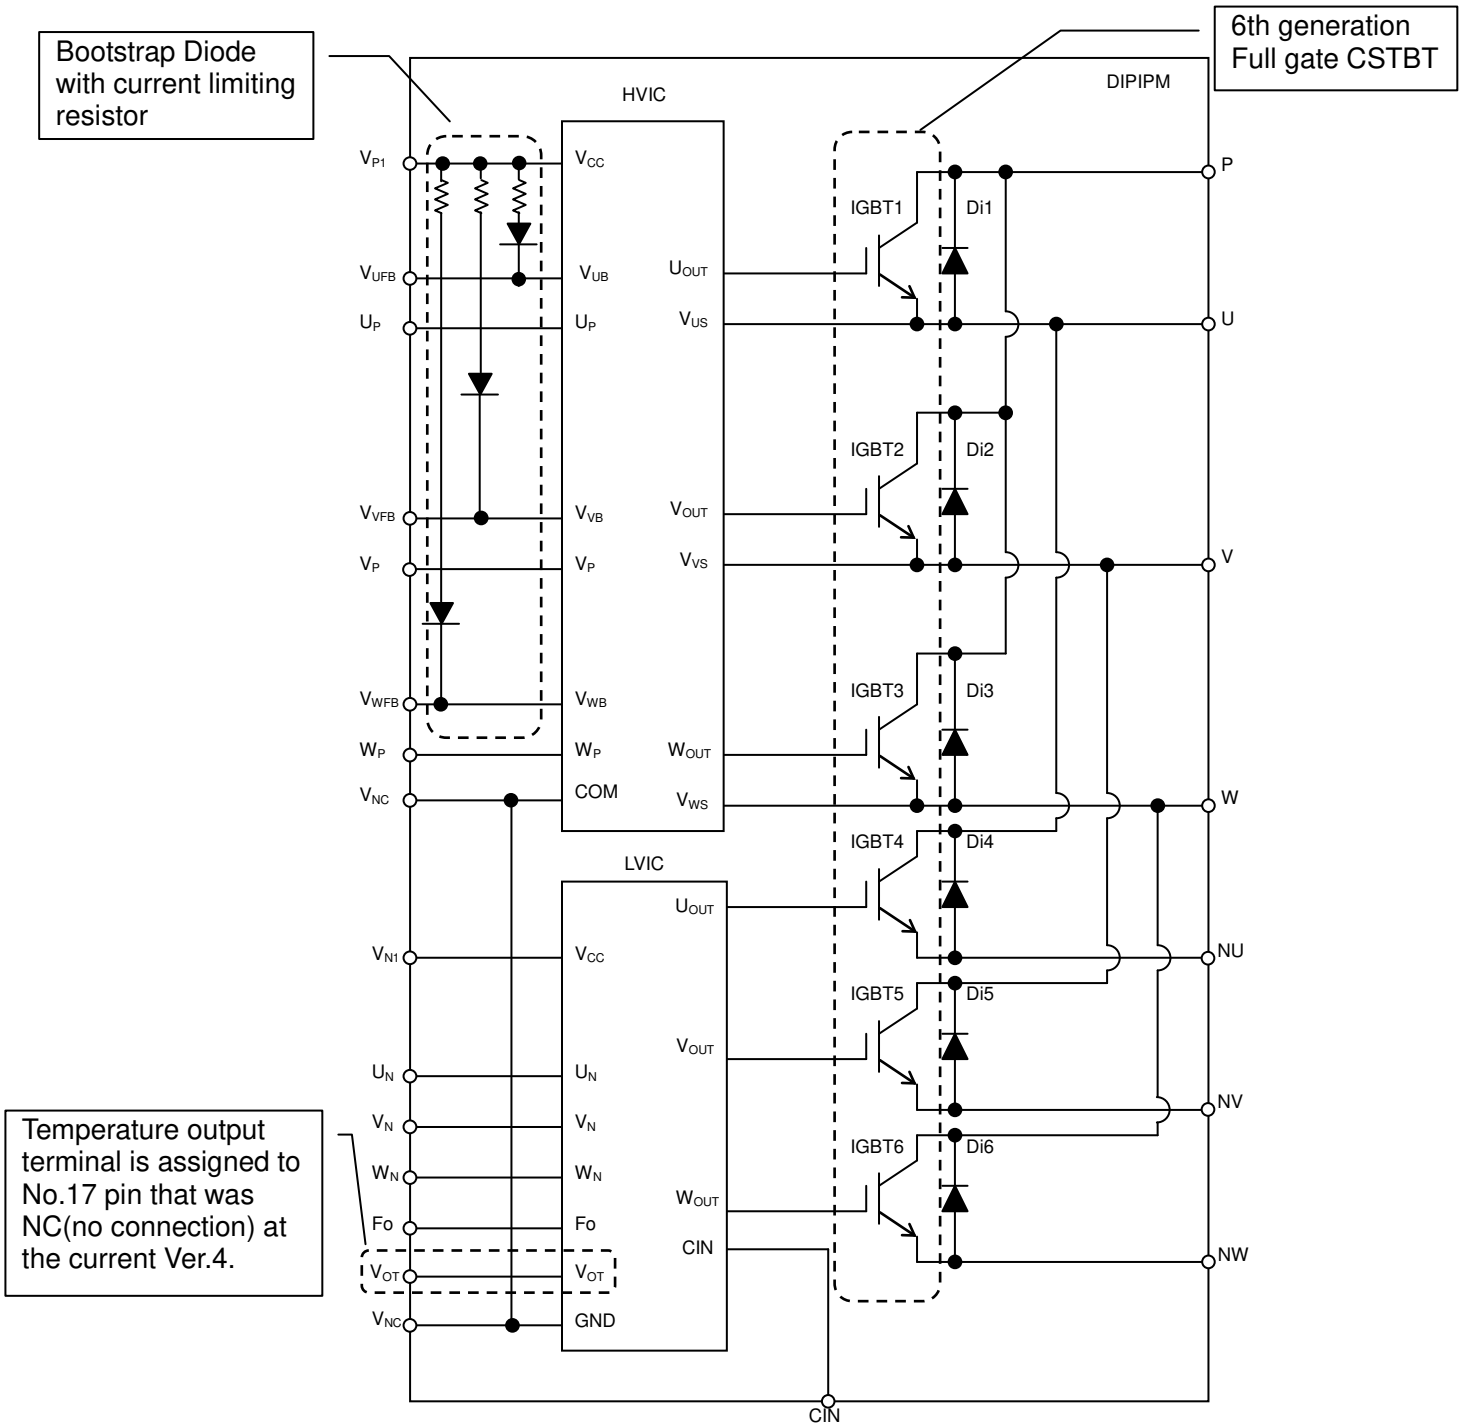 Bootstrap Diode
with current limiting
resistor
6th generation
Full gate CSTBT
DIPIPM
HVIC
VP1
VCC
P
IGBT1
Di1
VUFB
VUB
UOUT
UP
UP
VUS
U
IGBT2
Di2
VVFB
VVB
VOUT
VP
VP
VVS
V
IGBT3
Di3
VWFB
VWB
WP
WP
WOUT
VNC
COM
VWS
W
IGBT4
Di4
LVIC
UOUT
VN1
VCC
NU
IGBT5
Di5
VOUT
UN
UN
NV
VN
VN
IGBT6
Di6
WN
WN
WOUT
Fo
Fo
CIN
NW
VOT
VOT
VNC
GND
CIN
Temperature output
terminal is assigned to
No.17 pin that was
NC(no connection) at
the current Ver.4.